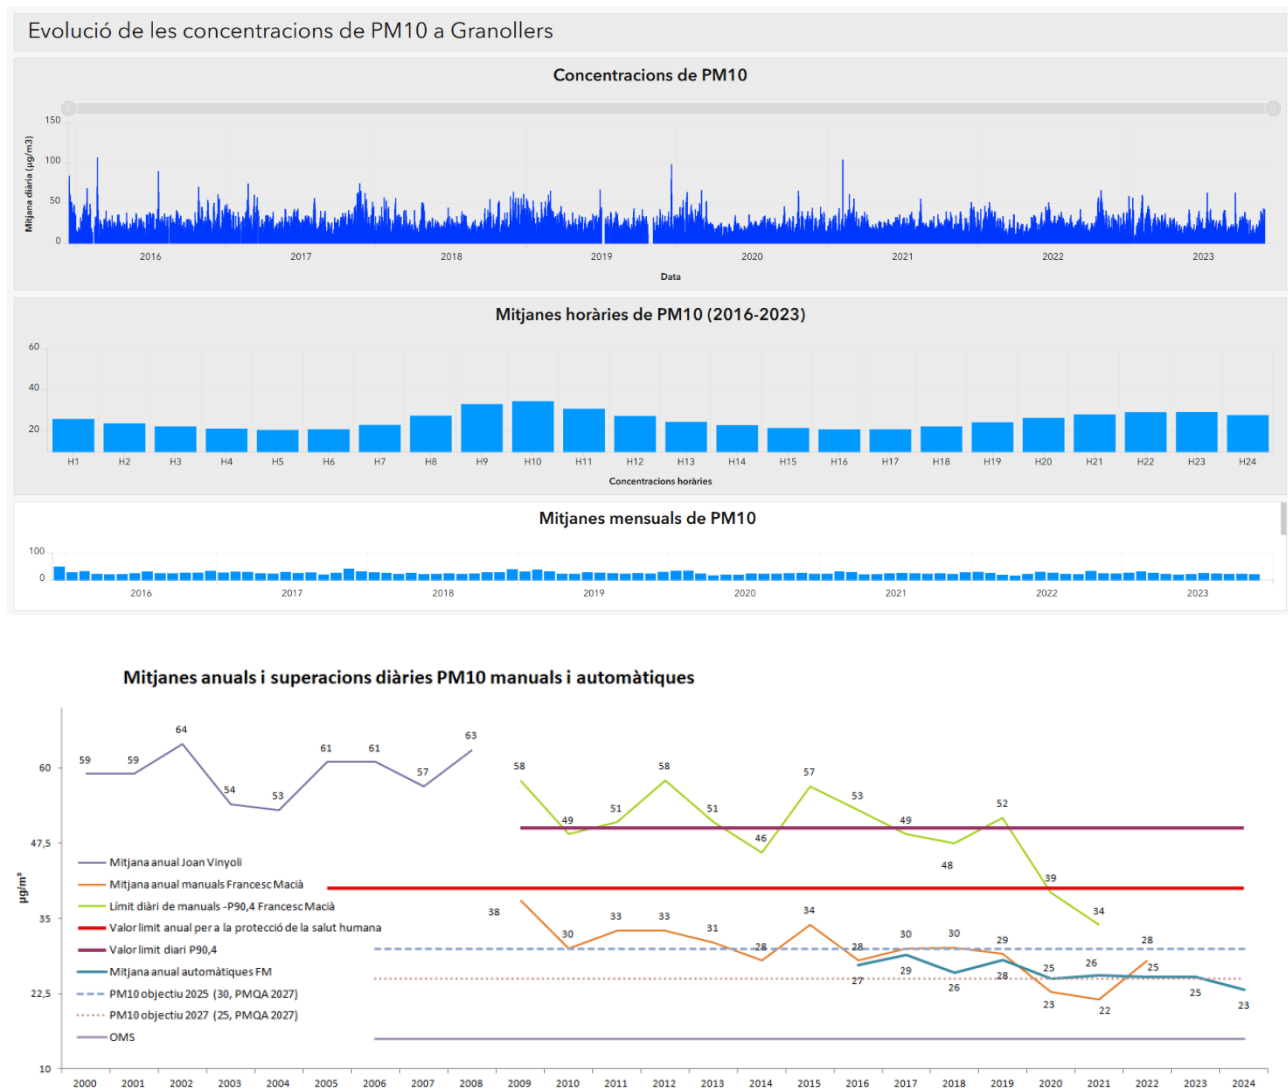 Evolució de les concentracions de PM10 a Granollers
Concentracions de PM10
150
100
50
0
Mitjana diària (µg/m3)
2016 2017 2018 2019 2020 2021 2022 2023
Data
Mitjanes horàries de PM10 (2016-2023)
60
40
20
H1 H2 H3 H4 H5 H6 H7 H8 H9 H10 H11 H12 H13 H14 H15 H16 H17 H18 H19 H20 H21 H22 H23 H24
Concentracions horàries
Mitjanes mensuals de PM10
100
0
2016 2017 2018 2019 2020 2021 2022 2023
Mitjanes anuals i superacions diàries PM10 manuals i automàtiques
60
47,5
35
22,5
10
µg/m³
59 59 64 54 53 61 61 57 63
58 49 51 58 51 46 57 53 49 48 52 39 34
38 30 33 33 31 28 34 28 30 30 29 23 22 28
27 29 26 28 25 26 25 25 23
Mitjana anual Joan Vinyoli
Mitjana anual manuals Francesc Macià
Límit diàri de manuals -P90,4 Francesc Macià
Valor limit anual per a la protecció de la salut humana
Valor limit diari P90,4
Mitjana anual automàtiques FM
PM10 objectiu 2025 (30, PMQA 2027)
PM10 objectiu 2027 (25, PMQA 2027)
OMS
2000 2001 2002 2003 2004 2005 2006 2007 2008 2009 2010 2011 2012 2013 2014 2015 2016 2017 2018 2019 2020 2021 2022 2023 2024